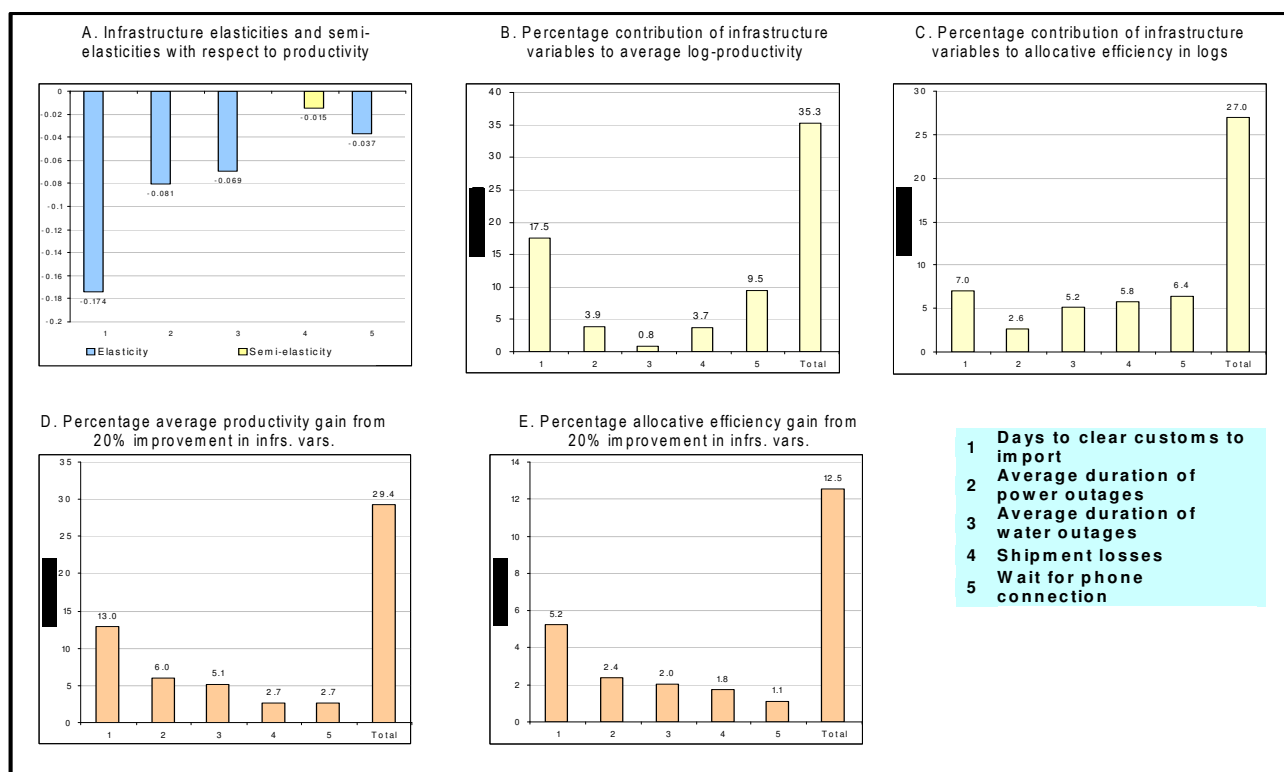 A. Infrastructure elasticities and semi-
elasticities with respect to productivity
0
-0.02
-0.04
-0.06
-0.08
-0.1
-0.12
-0.14
-0.16
-0.18
-0.2
-0.174
-0.081
-0.069
-0.015
-0.037
1 2 3 4 5
Elasticity Semi-elasticity
B. Percentage contribution of infrastructure
variables to average log-productivity
40
35
30
25
20
15
10
5
0
17.5
3.9
0.8
3.7
9.5
35.3
1 2 3 4 5 Total
C. Percentage contribution of infrastructure
variables to allocative efficiency in logs
30
25
20
15
10
5
0
7.0
2.6
5.2
5.8
6.4
27.0
1 2 3 4 5 Total
D. Percentage average productivity gain from
20% improvement in infrs. vars.
35
30
25
20
15
10
5
0
13.0
6.0
5.1
2.7
2.7
29.4
1 2 3 4 5 Total
E. Percentage allocative efficiency gain from
20% improvement in infrs. vars.
14
12
10
8
6
4
2
0
5.2
2.4
2.0
1.8
1.1
12.5
1 2 3 4 5 Total
1 Days to clear customs to
import
2 Average duration of
power outages
3 Average duration of
water outages
4 Shipment losses
5 Wait for phone
connection